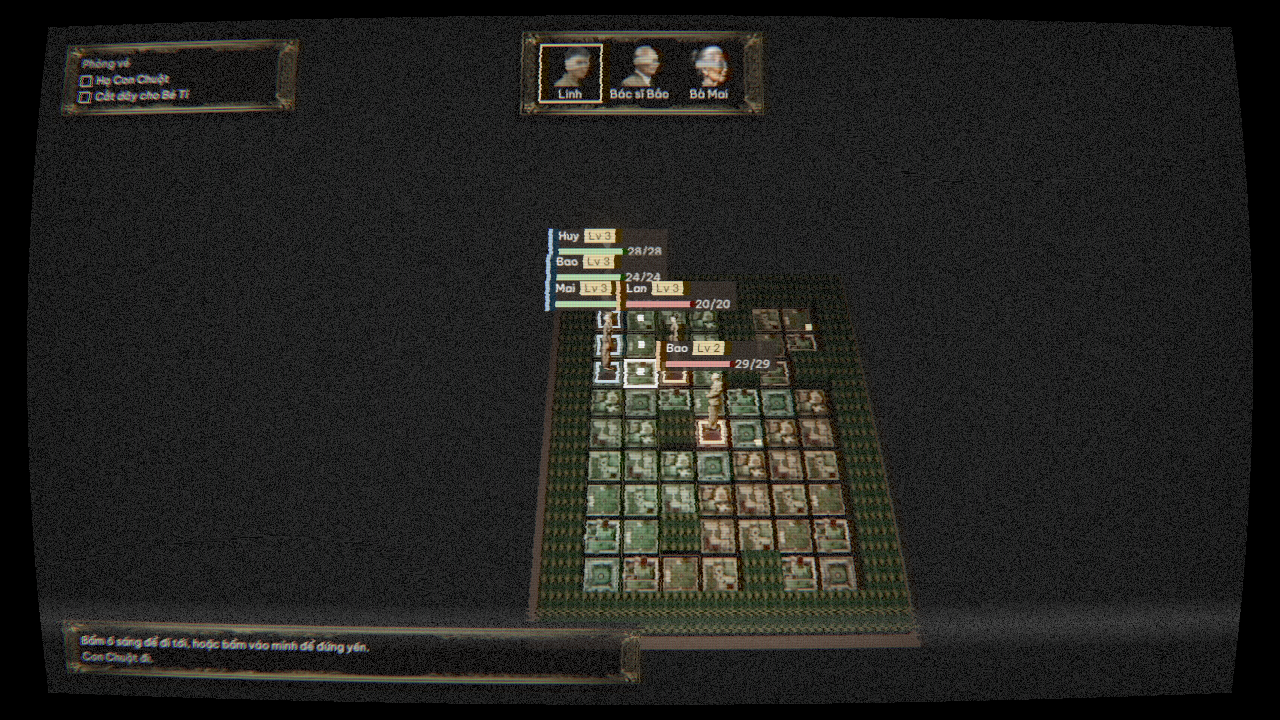 Phòng vé
Hạ Con Chuột
Cắt dây cho Bé Tí
Linh
Bác sĩ Bảo
Bà Mai
Huy Lv 3
28/28
Bao Lv 3
24/24
Mai Lv 3
Lan Lv 3
20/20
Bao Lv 2
29/29
Bấm ô sáng để đi tới, hoặc bấm vào mình để đứng yên.
Con Chuột đi.